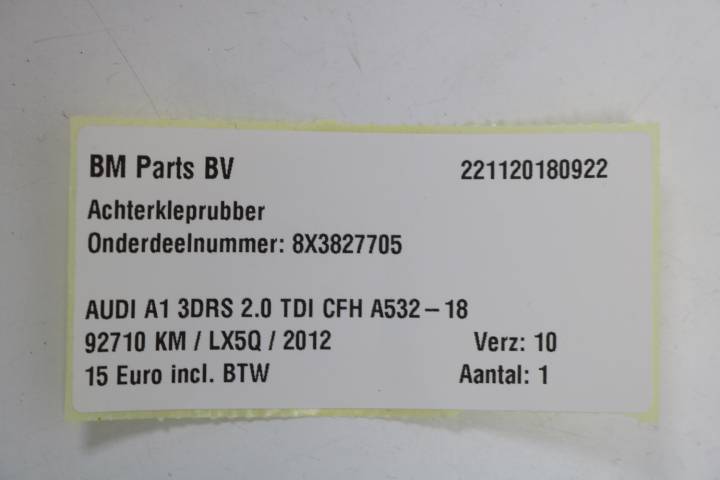 BM Parts BV 221120180922
Achterkleprubber
Onderdeelnummer: 8X3827705
AUDI A1 3DRS 2.0 TDI CFH A532-18
92710 KM / LX5Q / 2012 Verz: 10
15 Euro incl. BTW Aantal: 1